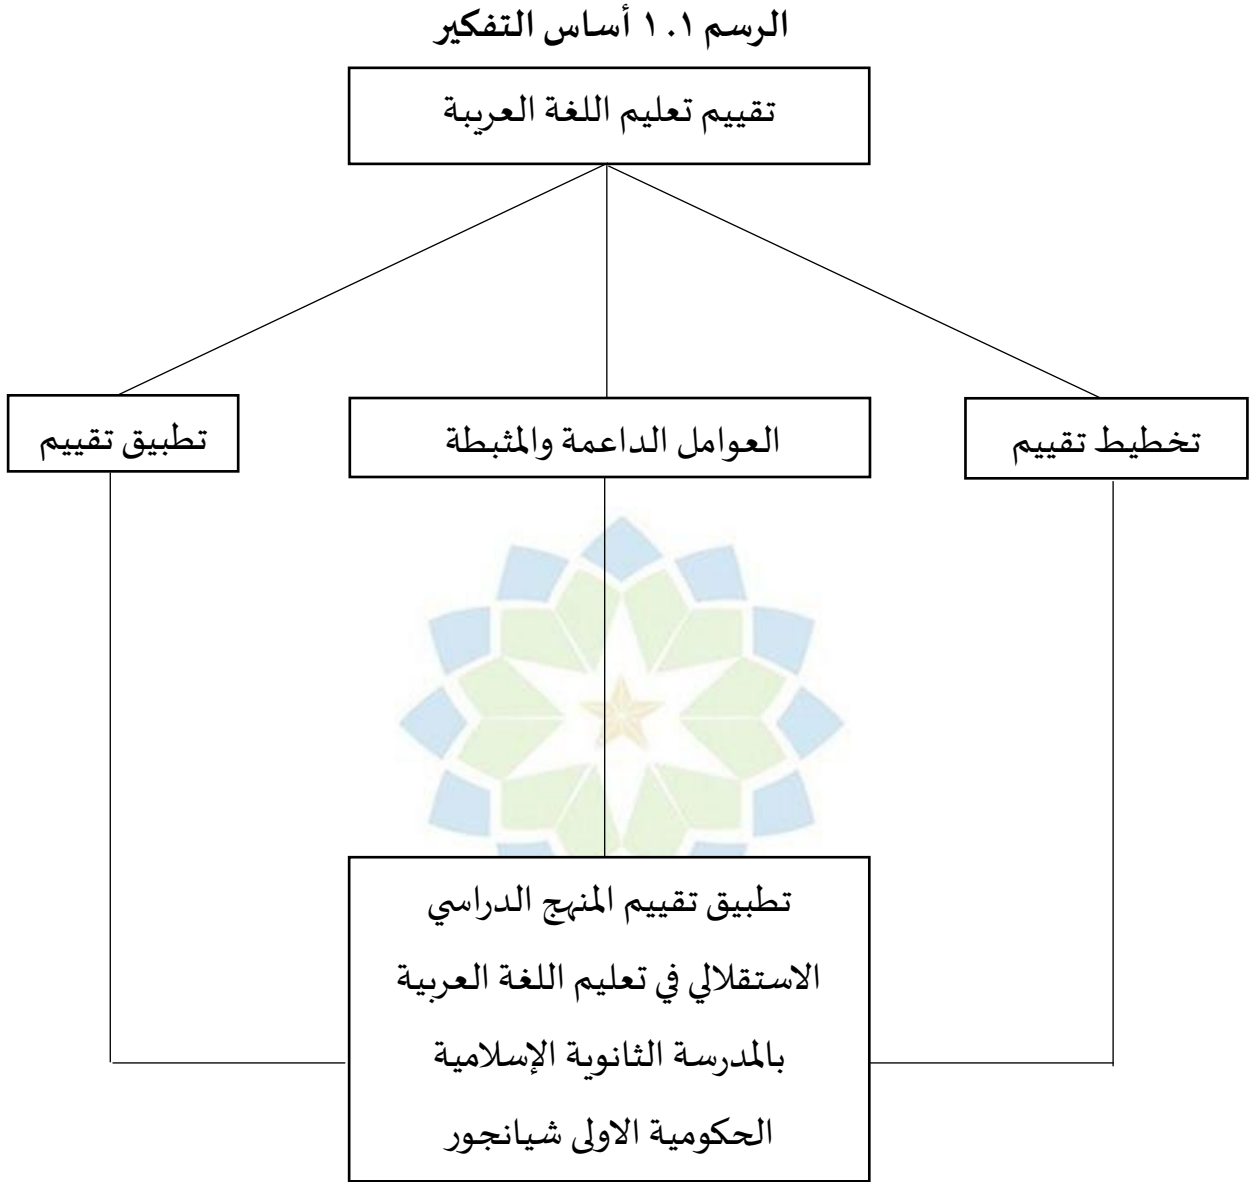 الرسم ١.١ أساس التفكير
تقييم تعليم اللغة العربية
تخطيط تقييم
العوامل الداعمة والمثبطة
تطبيق تقييم
تطبيق تقييم المنهج الدراسي
الاستقلالي في تعليم اللغة العربية
بالمدرسة الثانوية الإسلامية
الحكومية الاولى شيانجور